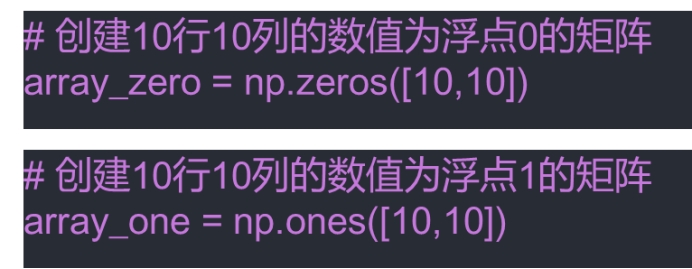 # 创建10行10列的数值为浮点0的矩阵
array_zero = np.zeros([10,10])
# 创建10行10列的数值为浮点1的矩阵
array_one = np.ones([10,10])